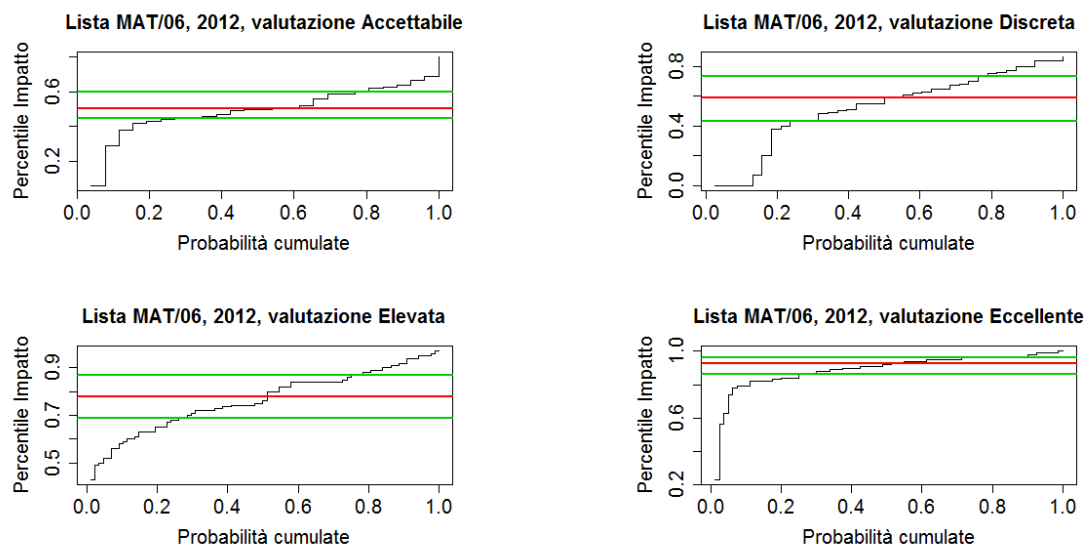 Lista MAT/06, 2012, valutazione Accettabile
Percentile Impatto
0.2
0.6
0.0 0.2 0.4 0.6 0.8 1.0
Probabilità cumulate
Lista MAT/06, 2012, valutazione Discreta
Percentile Impatto
0.0
0.4
0.8
0.0 0.2 0.4 0.6 0.8 1.0
Probabilità cumulate
Lista MAT/06, 2012, valutazione Elevata
Percentile Impatto
0.5
0.7
0.9
0.0 0.2 0.4 0.6 0.8 1.0
Probabilità cumulate
Lista MAT/06, 2012, valutazione Eccellente
Percentile Impatto
0.2
0.6
1.0
0.0 0.2 0.4 0.6 0.8 1.0
Probabilità cumulate